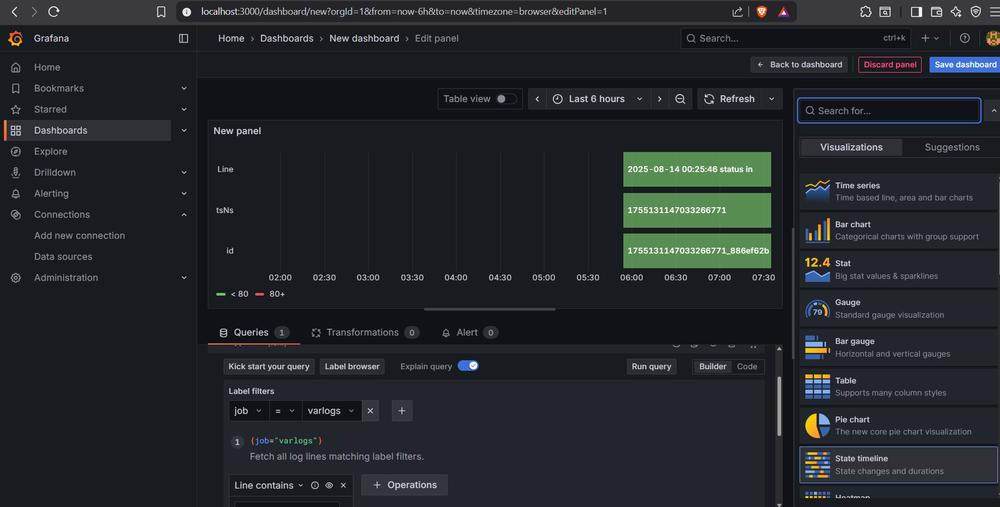 localhost:3000/dashboard/new?orgId=1&from=now-6h&to=now&timezone=browser&editPanel=1
Grafana
Home › Dashboards › New dashboard › Edit panel
Search...
ctrl+k
Back to dashboard
Discard panel
Save dashboard
Home
Bookmarks
Starred
Dashboards
Explore
Drilldown
Alerting
Connections
Add new connection
Data sources
Administration
Table view
Last 6 hours
Refresh
New panel
Line
2025-08-14 00:25:46 status in
tsNs
1755131147033266771
id
1755131147033266771_886ef62b
02:00 02:30 03:00 03:30 04:00 04:30 05:00 05:30 06:00 06:30 07:00 07:30
< 80 80+
Queries 1
Transformations 0
Alert 0
Kick start your query
Label browser
Explain query
Run query
Builder
Code
Label filters
job
=
varlogs
1 {job="varlogs"}
Fetch all log lines matching label filters.
Line contains
+ Operations
Search for...
Visualizations
Suggestions
Time series
Time based line, area and bar charts
Bar chart
Categorical charts with group support
12.4
Stat
Big stat values & sparklines
79
Gauge
Standard gauge visualization
Bar gauge
Horizontal and vertical gauges
Table
Supports many column styles
Pie chart
The new core pie chart visualization
State timeline
State changes and durations
Heatmap